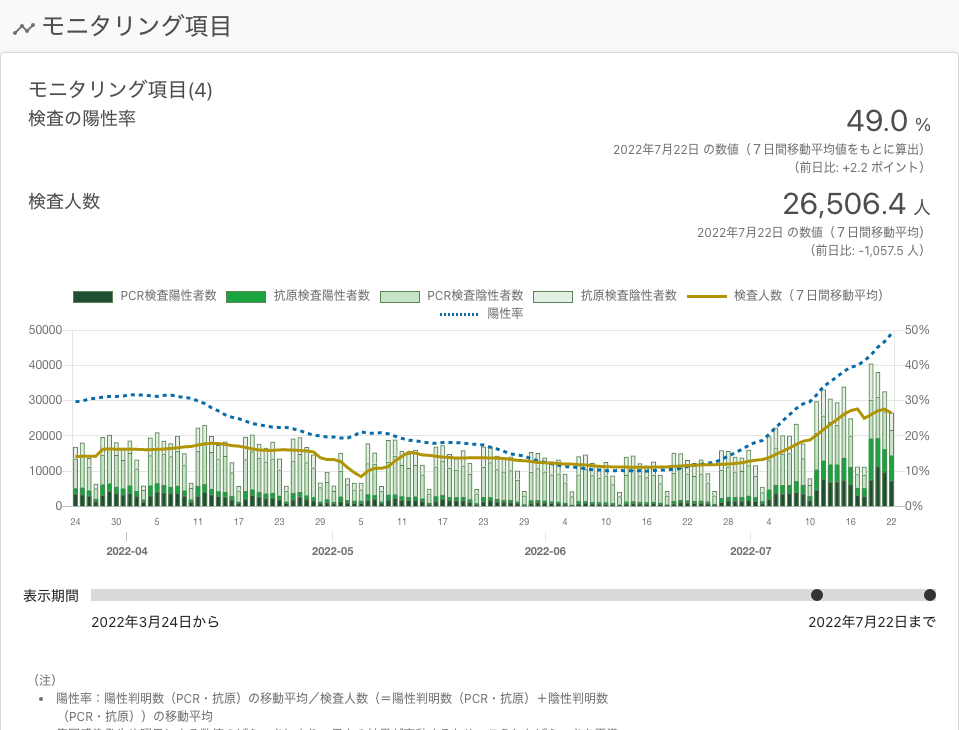 モニタリング項目
モニタリング項目(4)
検査の陽性率
49.0 %
2022年7月22日 の数値（７日間移動平均値をもとに算出）
（前日比: +2.2 ポイント）
検査人数
26,506.4 人
2022年7月22日 の数値（７日間移動平均）
（前日比: -1,057.5 人）
PCR検査陽性者数 抗原検査陽性者数 PCR検査陰性者数 抗原検査陰性者数 検査人数（７日間移動平均）
陽性率
50000 50%
40000 40%
30000 30%
20000 20%
10000 10%
0 0%
24 30 5 11 17 23 29 5 11 17 23 29 4 10 16 22 28 4 10 16 22
2022-04 2022-05 2022-06 2022-07
表示期間
2022年3月24日から 2022年7月22日まで
（注）
• 陽性率：陽性判明数（PCR・抗原）の移動平均／検査人数（＝陽性判明数（PCR・抗原）＋陰性判明数
（PCR・抗原））の移動平均